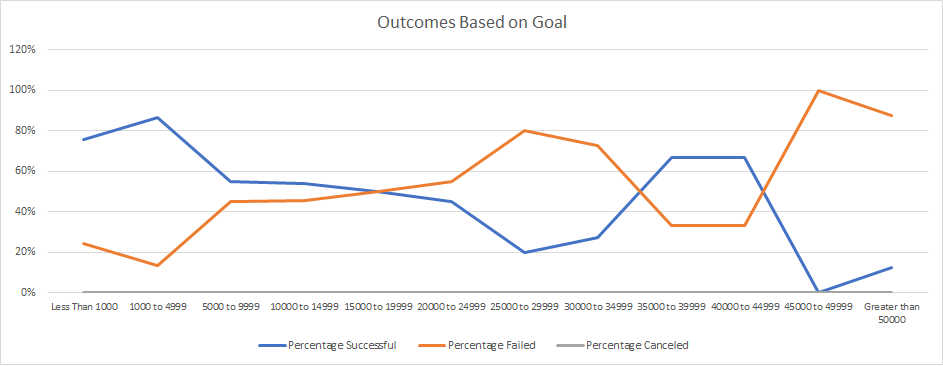 Outcomes Based on Goal
120%
100%
80%
60%
40%
20%
0%
Less Than 1000 1000 to 4999 5000 to 9999 10000 to 14999 15000 to 19999 20000 to 24999 25000 to 29999 30000 to 34999 35000 to 39999 40000 to 44999 45000 to 49999 Greater than
50000
Percentage Successful Percentage Failed Percentage Canceled